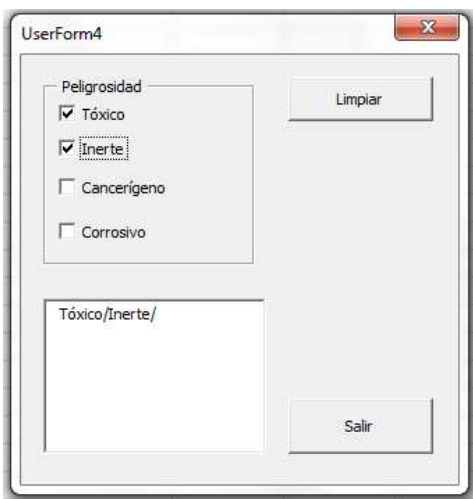 UserForm4
Peligrosidad
Tóxico
Limpiar
Inerte
Cancerígeno
Corrosivo
Tóxico/Inerte/
Salir